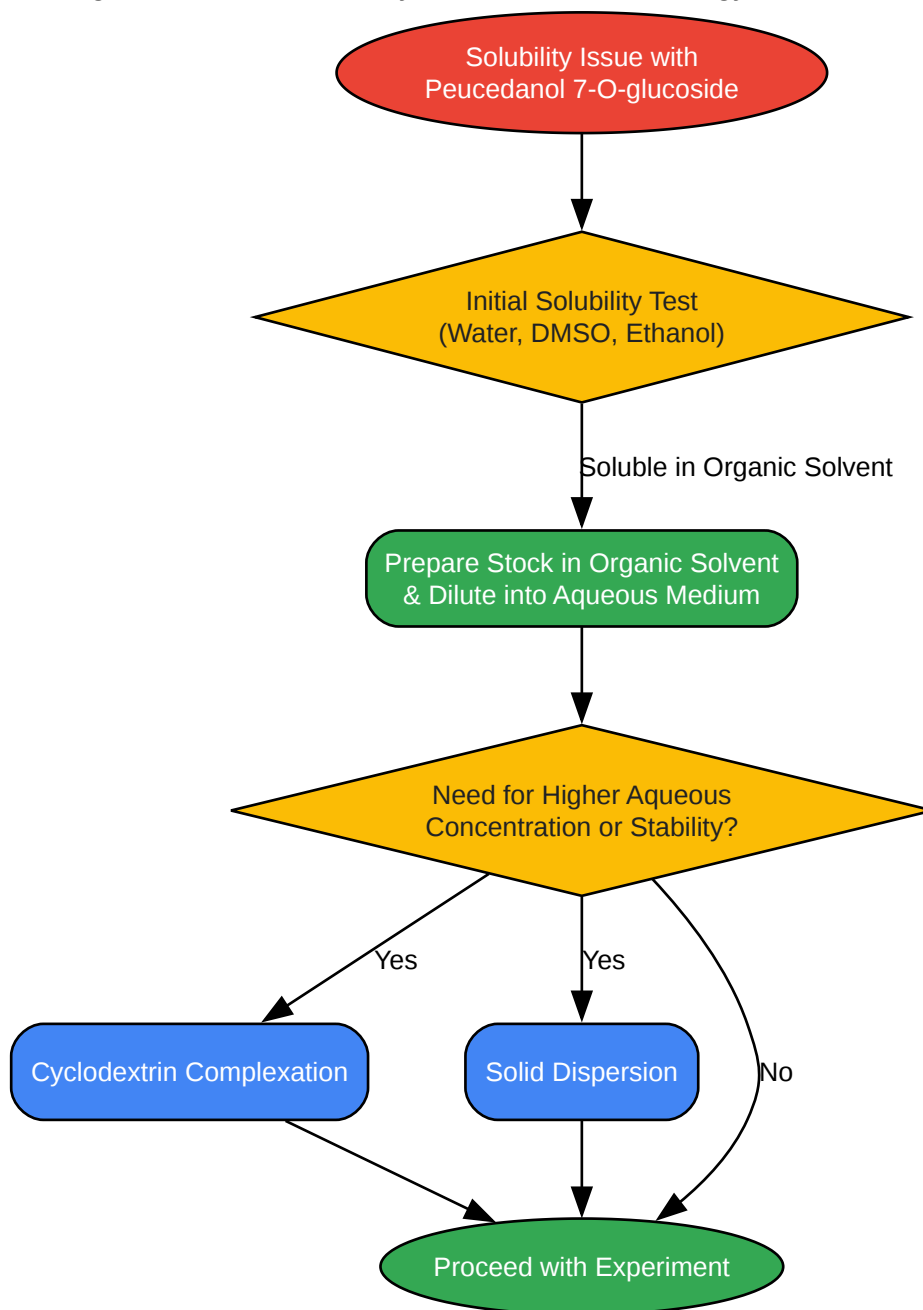 Solubility Issue with
Peucedanol 7-O-glucoside
Initial Solubility Test
(Water, DMSO, Ethanol)
Soluble in Organic Solvent
Prepare Stock in Organic Solvent
& Dilute into Aqueous Medium
Need for Higher Aqueous
Concentration or Stability?
Yes
Yes
Cyclodextrin Complexation
Solid Dispersion
No
Proceed with Experiment